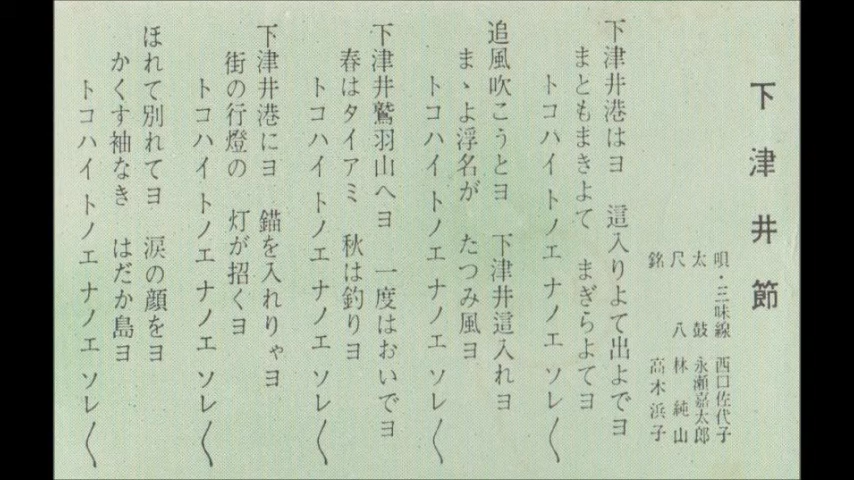 下津井節
唄・三味線 西口佐代子
太鼓 永瀬嘉太郎
尺八 林純山
銘 高木浜子
下津井港はヨ 這入りよて出よでヨ
まともまきよて まぎらよてヨ
トコハイ トノエ ナノエ ソレ〱
追風吹こうとヨ 下津井這入れヨ
まゝよ浮名が たつみ風ヨ
トコハイ トノエ ナノエ ソレ〱
下津井鷲羽山へヨ 一度はおいでヨ
春はタイアミ 秋は釣りヨ
トコハイ トノエ ナノエ ソレ〱
下津井港にヨ 錨を入れりゃヨ
街の行燈の 灯が招くヨ
トコハイ トノエ ナノエ ソレ〱
ほれて別れてヨ 涙の顔をヨ
かくす袖なき はだか島ヨ
トコハイ トノエ ナノエ ソレ〱